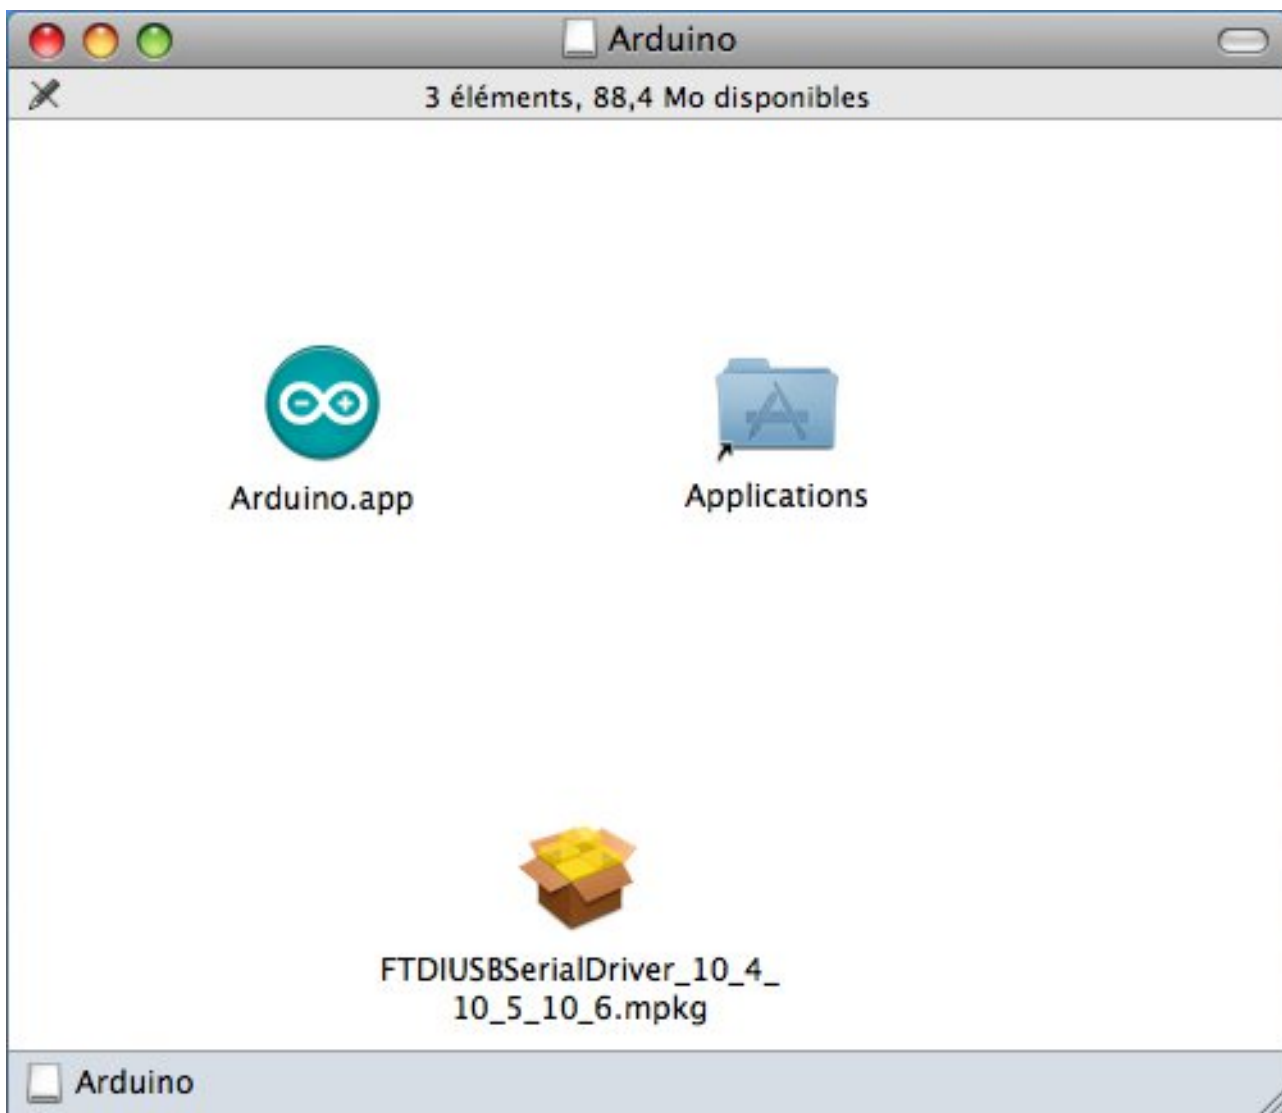 Arduino
3 éléments, 88,4 Mo disponibles
Arduino.app
Applications
FTDIUSBSerialDriver_10_4_
10_5_10_6.mpkg
Arduino